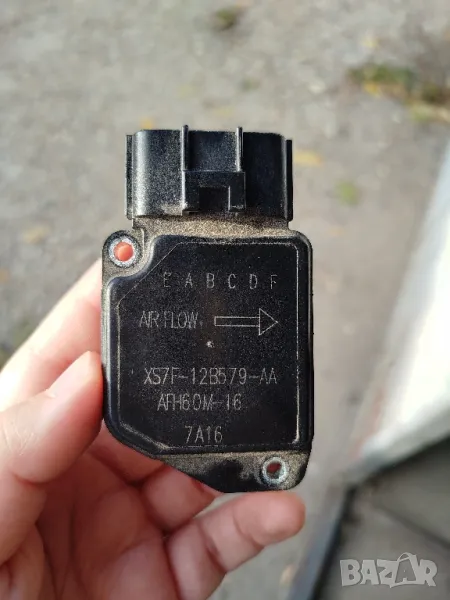 E A B C D F
AIR FLOW
XS7F-12B579-AA
AFH60M-16
7A16
BAZAR